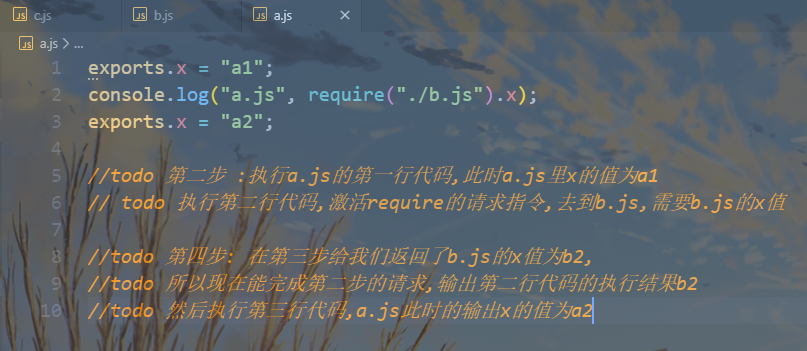 JS c.js
JS b.js
JS a.js ×
JS a.js > ...
1 exports.x = "a1";
2 console.log("a.js", require("./b.js").x);
3 exports.x = "a2";
4
5 //todo 第二步 :执行a.js的第一行代码,此时a.js里x的值为a1
6 // todo 执行第二行代码,激活require的请求指令,去到b.js,需要b.js的x值
7
8 //todo 第四步: 在第三步给我们返回了b.js的x值为b2,
9 //todo 所以现在能完成第二步的请求,输出第二行代码的执行结果b2
10 //todo 然后执行第三行代码,a.js此时的输出x的值为a2